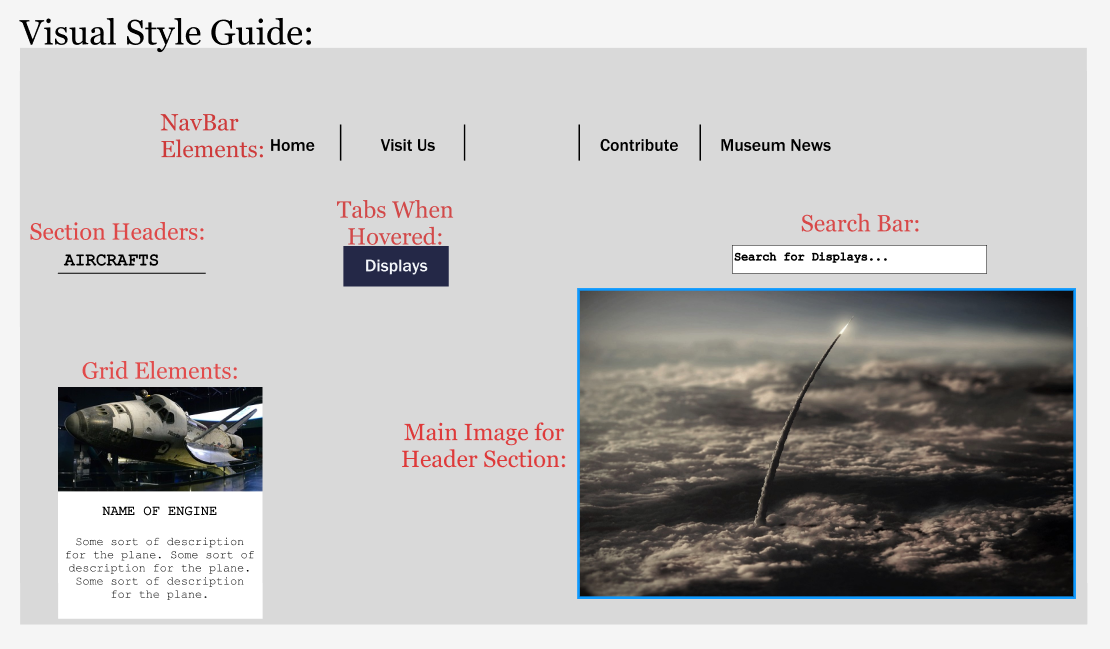 Visual Style Guide:
NavBar
Elements:
Home
Visit Us
Contribute
Museum News
Section Headers:
AIRCRAFTS
Tabs When
Hovered:
Displays
Search Bar:
Search for Displays...
Grid Elements:
NAME OF ENGINE
Some sort of description
for the plane. Some sort of
description for the plane.
Some sort of description
for the plane.
Main Image for
Header Section: